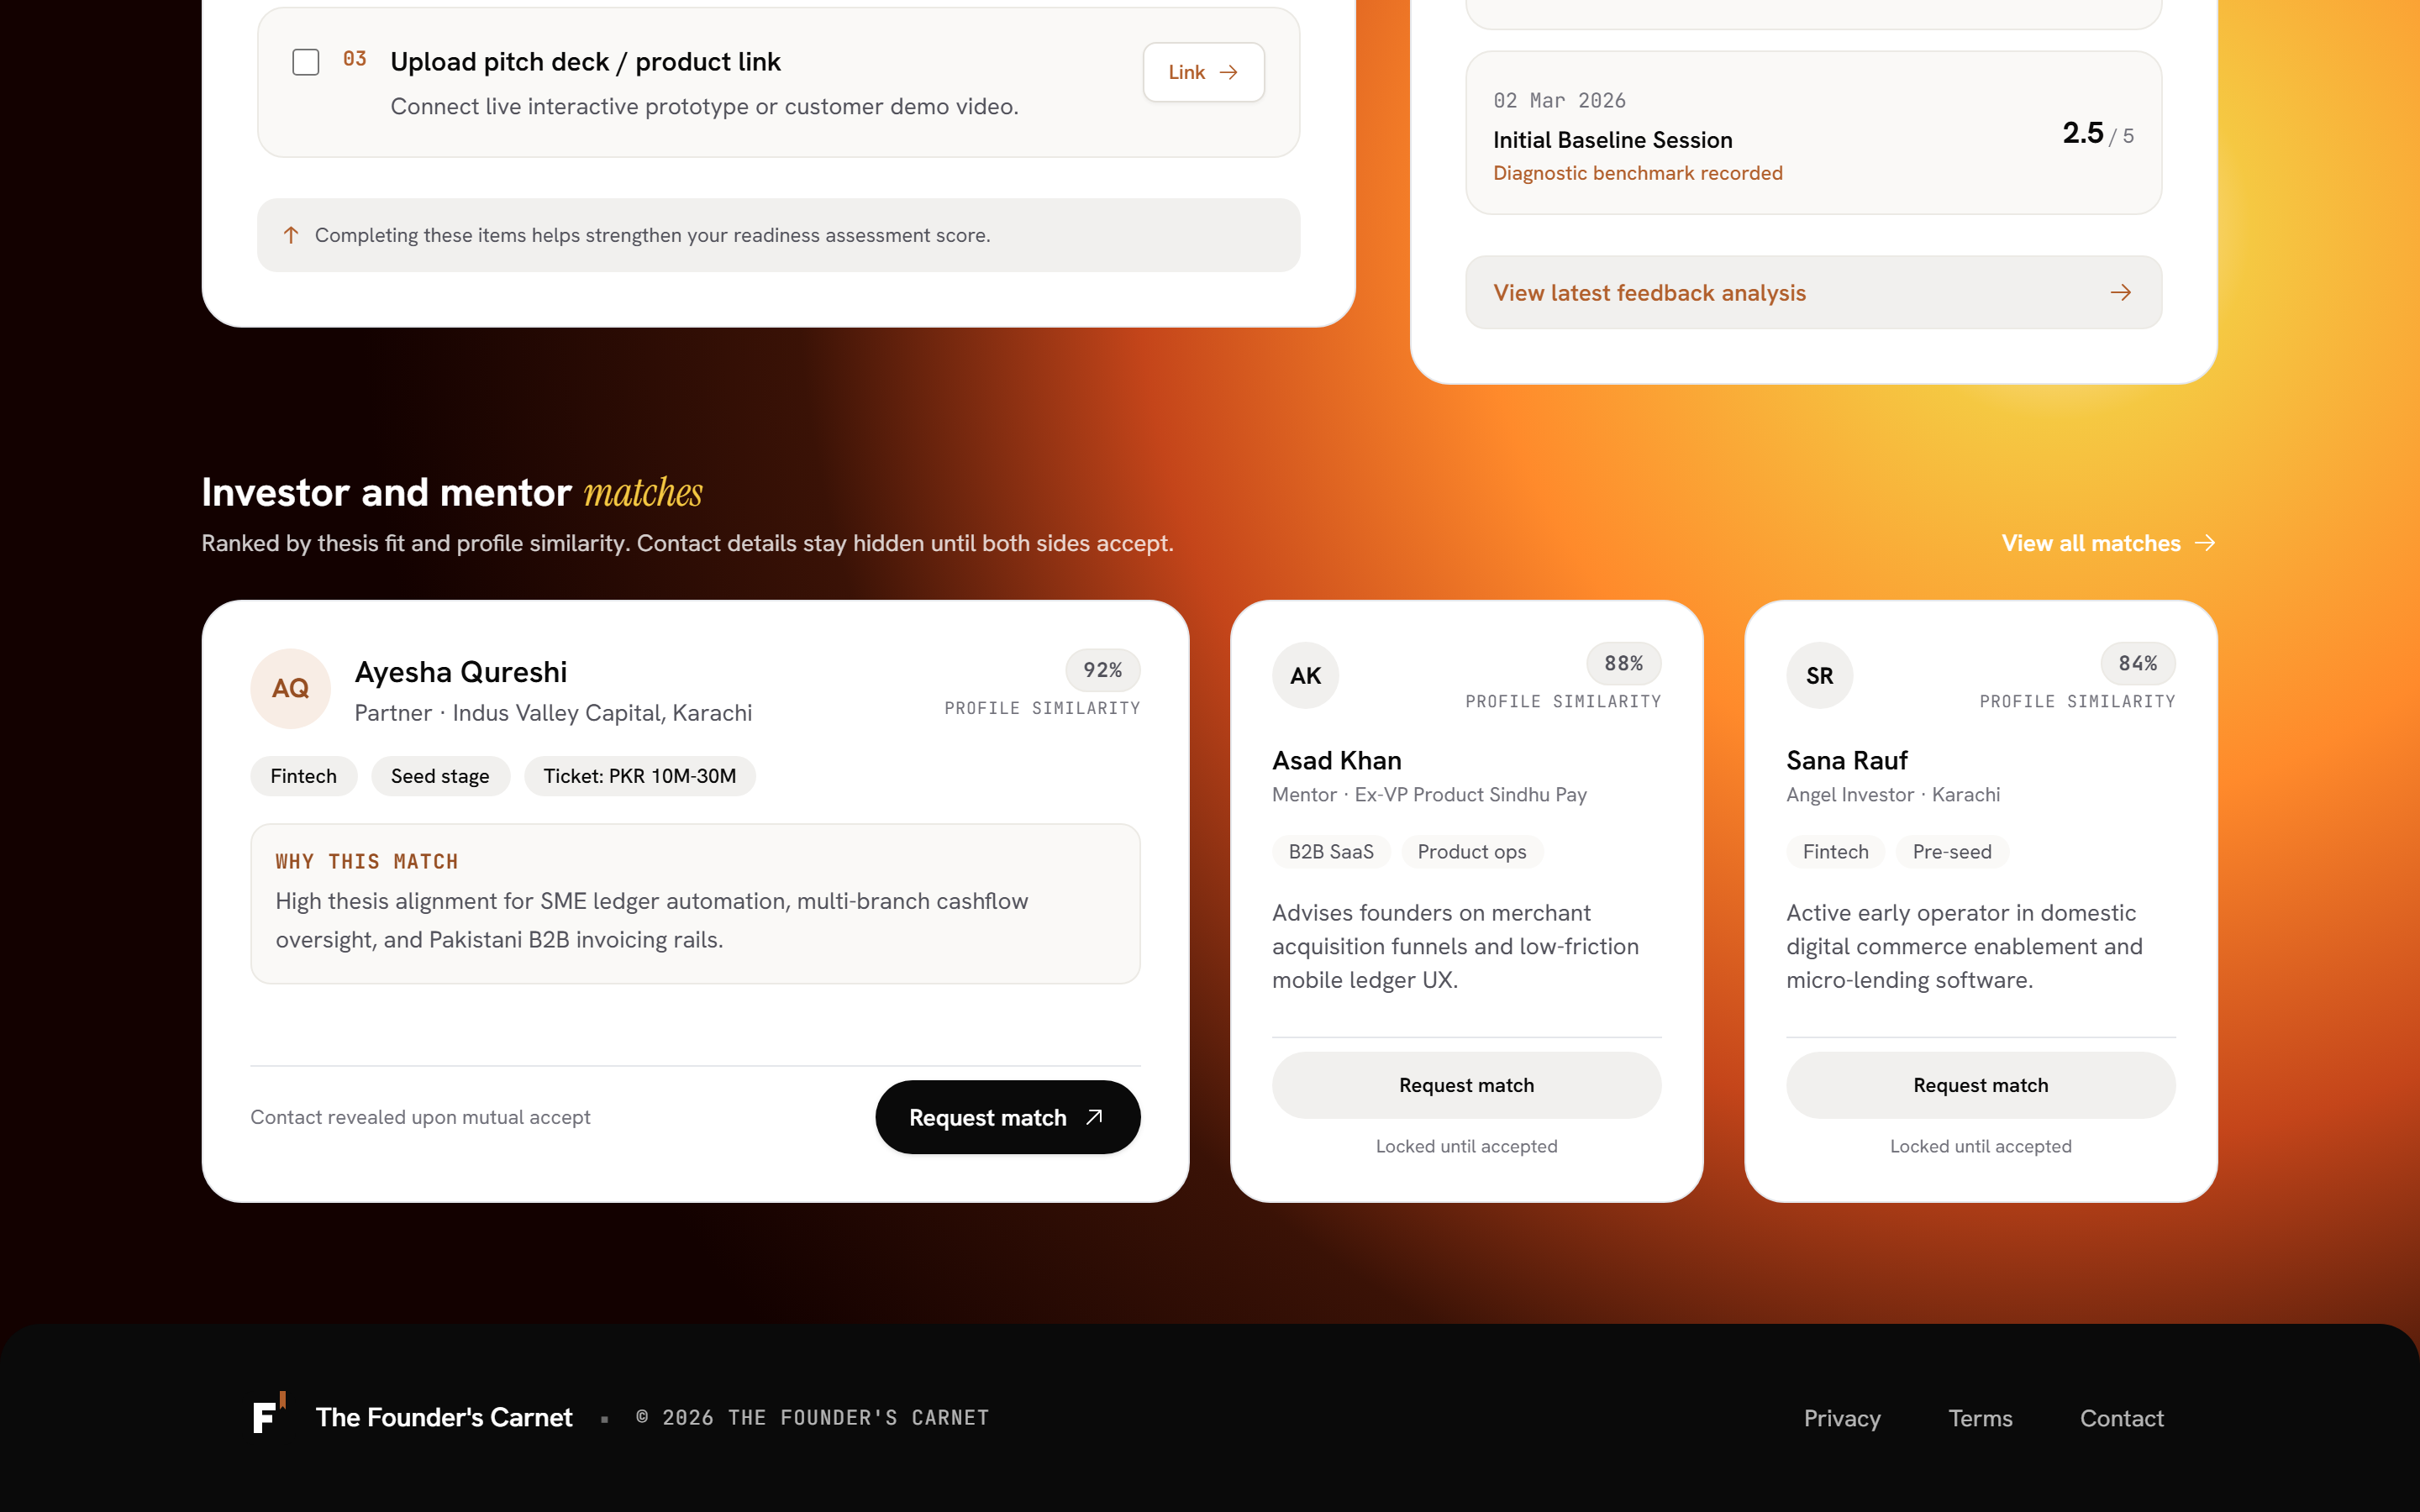 03
Upload pitch deck / product link
Connect live interactive prototype or customer demo video.
Link →
↑ Completing these items helps strengthen your readiness assessment score.
02 Mar 2026
Initial Baseline Session
Diagnostic benchmark recorded
2.5 / 5
View latest feedback analysis →
Investor and mentor matches
Ranked by thesis fit and profile similarity. Contact details stay hidden until both sides accept.
View all matches →
AQ
Ayesha Qureshi
Partner · Indus Valley Capital, Karachi
92%
PROFILE SIMILARITY
Fintech
Seed stage
Ticket: PKR 10M-30M
WHY THIS MATCH
High thesis alignment for SME ledger automation, multi-branch cashflow
oversight, and Pakistani B2B invoicing rails.
Contact revealed upon mutual accept
Request match ↗
AK
88%
PROFILE SIMILARITY
Asad Khan
Mentor · Ex-VP Product Sindhu Pay
B2B SaaS
Product ops
Advises founders on merchant
acquisition funnels and low-friction
mobile ledger UX.
Request match
Locked until accepted
SR
84%
PROFILE SIMILARITY
Sana Rauf
Angel Investor · Karachi
Fintech
Pre-seed
Active early operator in domestic
digital commerce enablement and
micro-lending software.
Request match
Locked until accepted
F
The Founder's Carnet ▪ © 2026 THE FOUNDER'S CARNET
Privacy
Terms
Contact